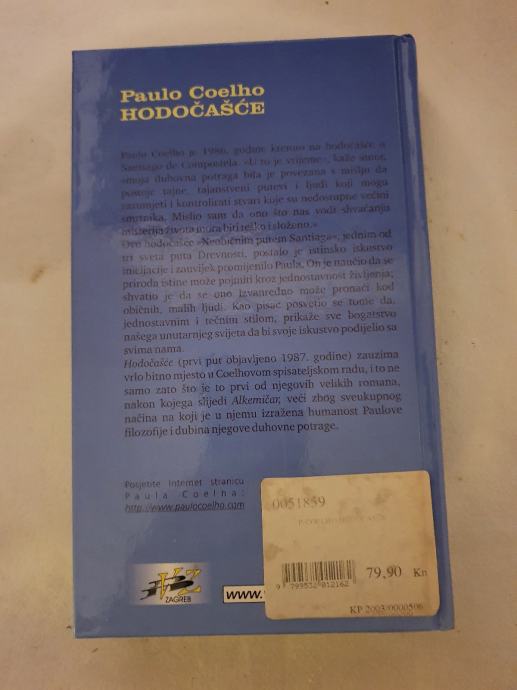 Paulo Coelho
HODOČAŠĆE
Paulo Coelho je 1986. godine krenuo na hodočašće u
Santiago de Compostela. »U to je vrijeme«, kaže autor,
»moja duhovna potraga bila je povezana s mišlju da
postoje tajne, tajanstveni putevi i ljudi koji mogu
razumjeti i kontrolirati stvari koje su nedostupne većini
smrtnika. Mislio sam da ono što nas vodi shvaćanju
misterija života mora biti teško i složeno.«
Ovo hodočašće »Neobičnim putem Santiaga«, jednim od
tri sveta puta Drevnosti, postalo je istinsko iskustvo
inicijacije i zauvijek promijenilo Paula. On je naučio da se
priroda istine može pojmiti kroz jednostavnost življenja;
shvatio je da se ono izvanredno može pronaći kod
običnih, malih ljudi. Kao pisac posvetio se tome da,
jednostavnim i tečnim stilom, prikaže sve bogatstvo
našega unutarnjeg svijeta da bi svoje iskustvo podijelio sa
svima nama.
Hodočašće (prvi put objavljeno 1987. godine) zauzima
vrlo bitno mjesto u Coelhovom spisateljskom radu, i to ne
samo zato što je to prvi od njegovih velikih romana,
nakon kojega slijedi Alkemičar, veći zbog sveukupnog
načina na koji je u njemu izražena humanost Paulove
filozofije i dubina njegove duhovne potrage.
Posjetite Internet stranicu
Paula Coelha:
http://www.paulocoelho.com
0051859
79,90 Kn
9 799532 012162
KP 2003/0000506
VZ
ZAGREB
www.